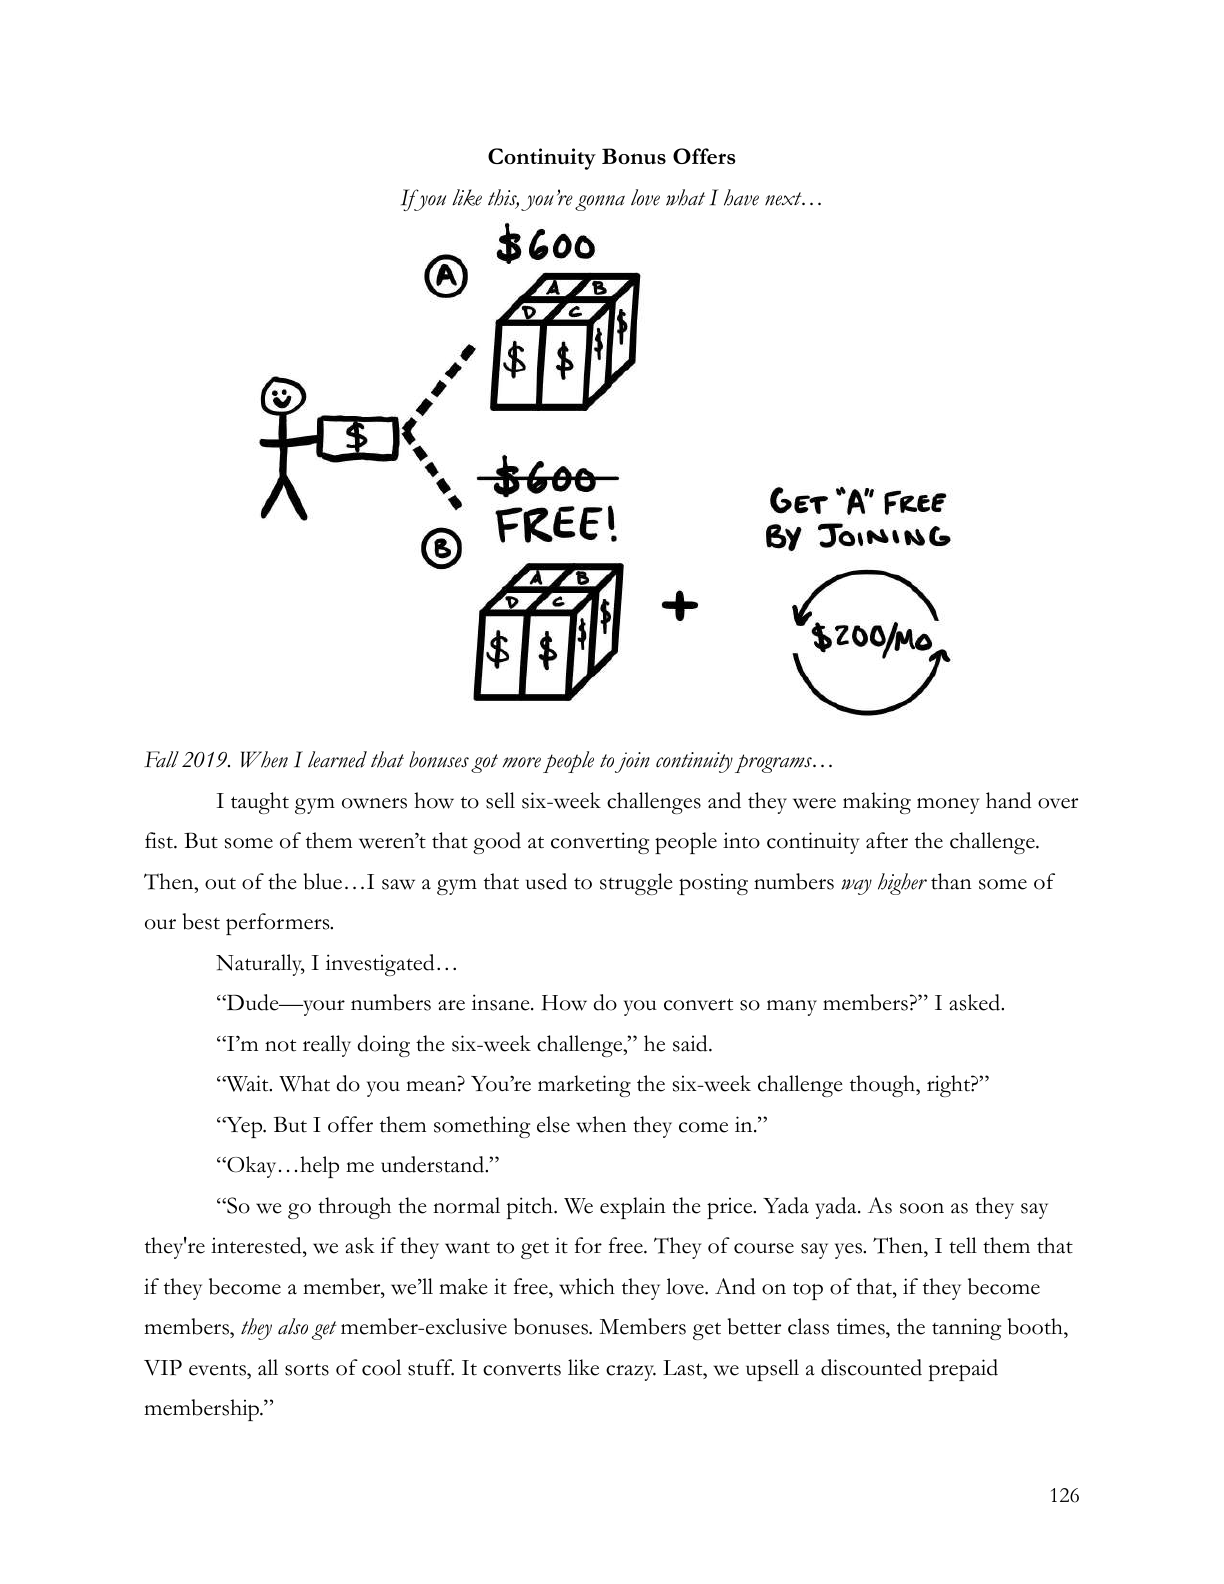 Continuity Bonus Offers
If you like this, you’re gonna love what I have next…
$600
A
A B
D C
$ $ $ $
$
$600
FREE!
B
A B
D C
$ $ $ $
+
GET "A" FREE
BY JOINING
$200/MO
Fall 2019. When I learned that bonuses got more people to join continuity programs…
I taught gym owners how to sell six-week challenges and they were making money hand over
fist. But some of them weren’t that good at converting people into continuity after the challenge.
Then, out of the blue…I saw a gym that used to struggle posting numbers way higher than some of
our best performers.
Naturally, I investigated…
“Dude—your numbers are insane. How do you convert so many members?” I asked.
“I’m not really doing the six-week challenge,” he said.
“Wait. What do you mean? You’re marketing the six-week challenge though, right?”
“Yep. But I offer them something else when they come in.”
“Okay…help me understand.”
“So we go through the normal pitch. We explain the price. Yada yada. As soon as they say
they're interested, we ask if they want to get it for free. They of course say yes. Then, I tell them that
if they become a member, we’ll make it free, which they love. And on top of that, if they become
members, they also get member-exclusive bonuses. Members get better class times, the tanning booth,
VIP events, all sorts of cool stuff. It converts like crazy. Last, we upsell a discounted prepaid
membership.”
126